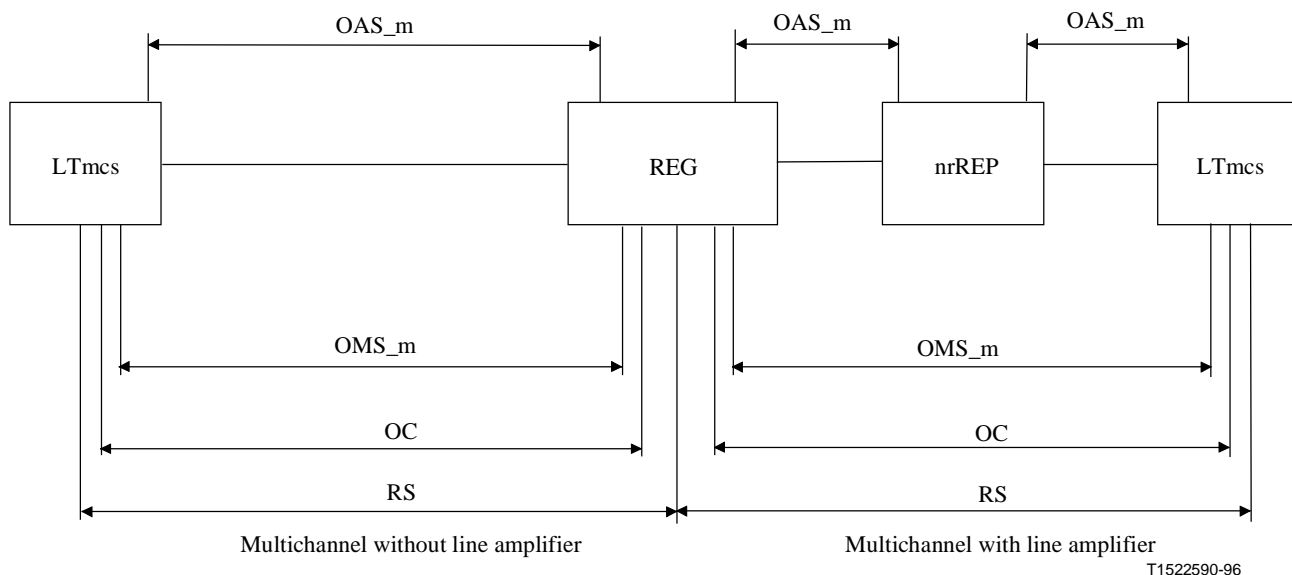 OAS_m
OAS_m
OAS_m
LTmcs
REG
nrREP
LTmcs
OMS_m
OMS_m
OC
OC
RS
RS
Multichannel without line amplifier
Multichannel with line amplifier
T1522590-96